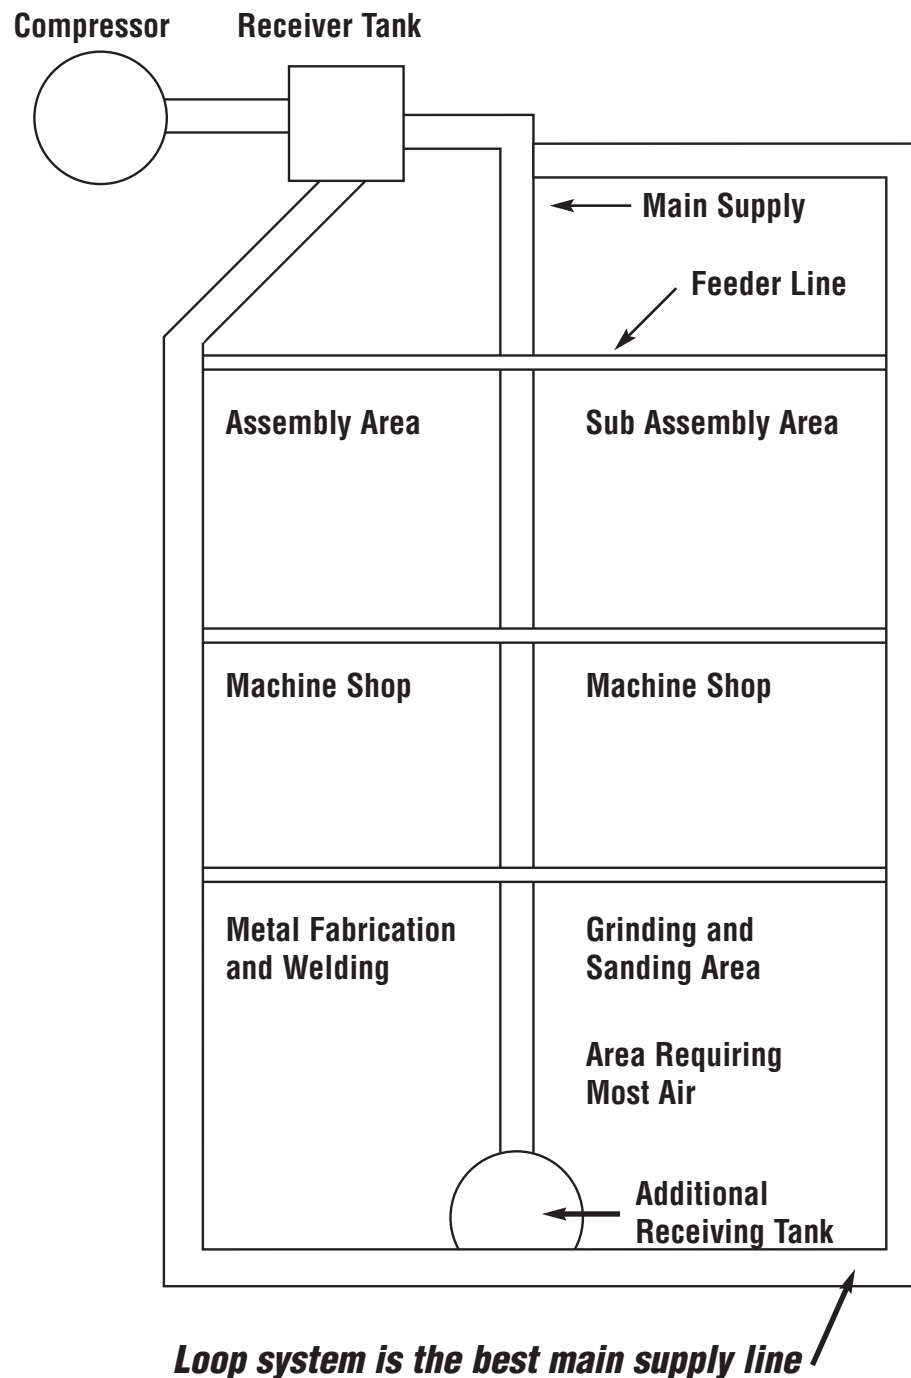 Compressor
Receiver Tank
Main Supply
Feeder Line
Assembly Area
Sub Assembly Area
Machine Shop
Machine Shop
Metal Fabrication
and Welding
Grinding and
Sanding Area
Area Requiring
Most Air
Additional
Receiving Tank
Loop system is the best main supply line